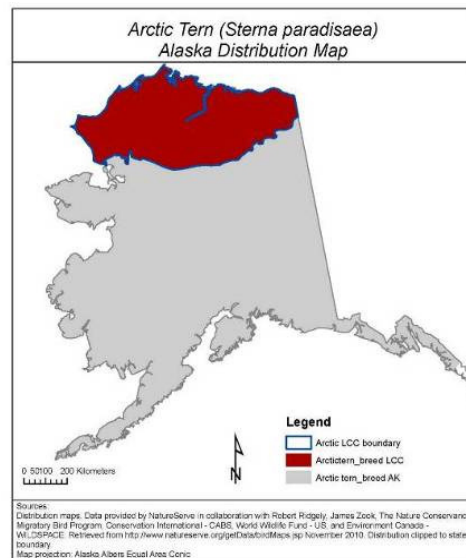 Arctic Tern (Sterna paradisaea)
Alaska Distribution Map
Legend
Arctic LCC boundary
Arctictern_breed LCC
Arctic tern_breed AK
0 50100 200 Kilometers
N
Sources:
Distribution maps. Data provided by NatureServe in collaboration with Robert Ridgely, James Zook, The Nature Conservanc
Migratory Bird Program, Conservation International - CABS, World Wildlife Fund - US, and Environment Canada -
WILDSPACE. Retrieved from http://www.natureserve.org/getData/birdMaps.jsp November 2010. Distribution clipped to state
boundary.
Map projection: Alaska Albers Equal Area Conic